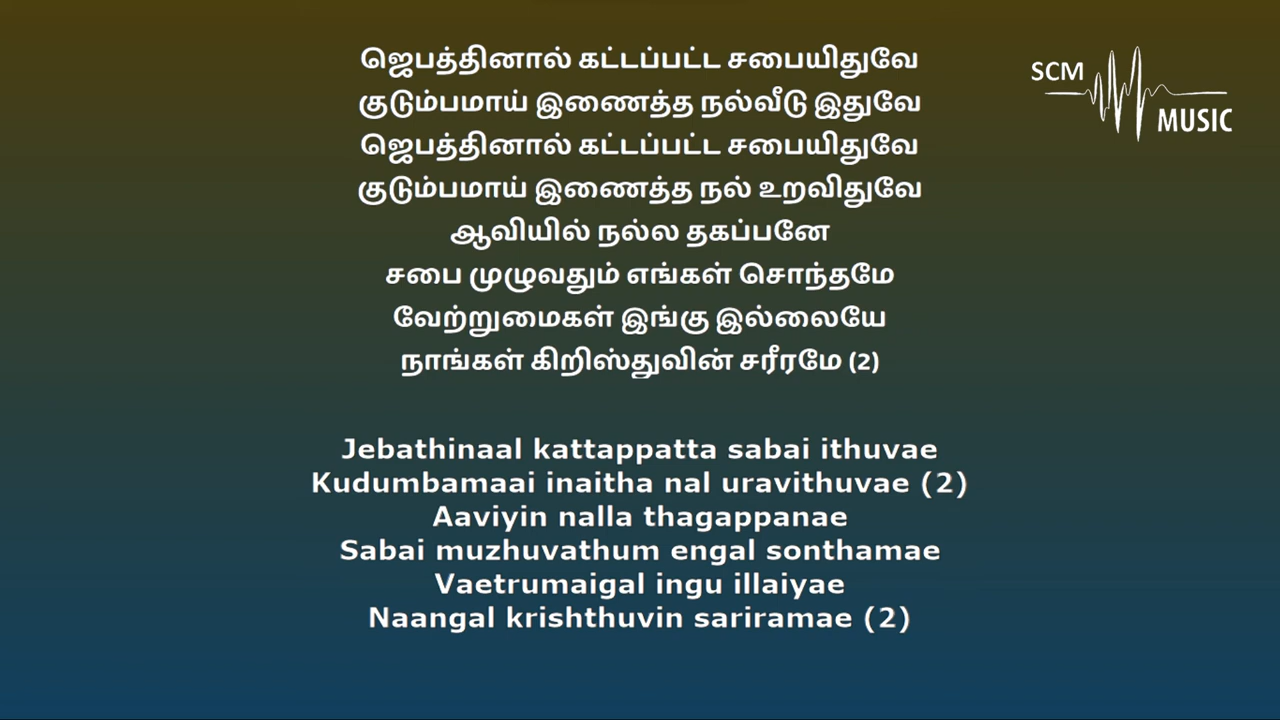 ஜெபத்தினால் கட்டப்பட்ட சபையிதுவே
குடும்பமாய் இணைத்த நல்வீடு இதுவே
ஜெபத்தினால் கட்டப்பட்ட சபையிதுவே
குடும்பமாய் இணைத்த நல் உறவிதுவே
ஆவியில் நல்ல தகப்பனே
சபை முழுவதும் எங்கள் சொந்தமே
வேற்றுமைகள் இங்கு இல்லையே
நாங்கள் கிறிஸ்துவின் சரீரமே (2)
SCM
MUSIC
Jebathinaal kattappatta sabai ithuvae
Kudumbamaai inaitha nal uravithuvae (2)
Aaviyin nalla thagappanae
Sabai muzhuvathum engal sonthamae
Vaetrumaigal ingu illaiyae
Naangal krishthuvin sariramae (2)